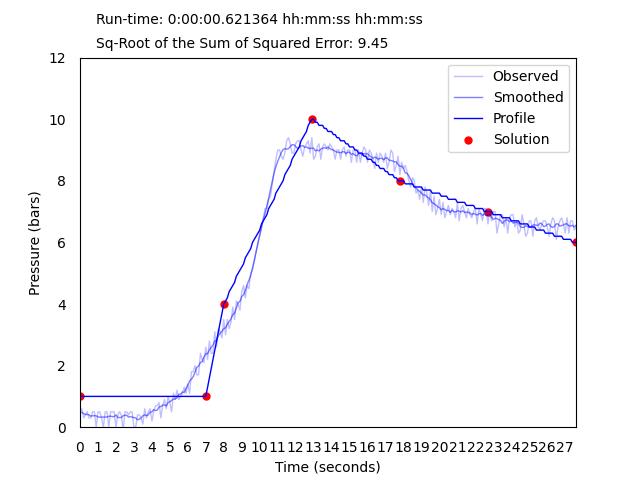 Run-time: 0:00:00.621364 hh:mm:ss hh:mm:ss
Sq-Root of the Sum of Squared Error: 9.45
12
10
8
6
4
2
0
Pressure (bars)
Observed
Smoothed
Profile
Solution
0 1 2 3 4 5 6 7 8 9 10 11 12 13 14 15 16 17 18 19 20 21 22 23 24 25 26 27
Time (seconds)